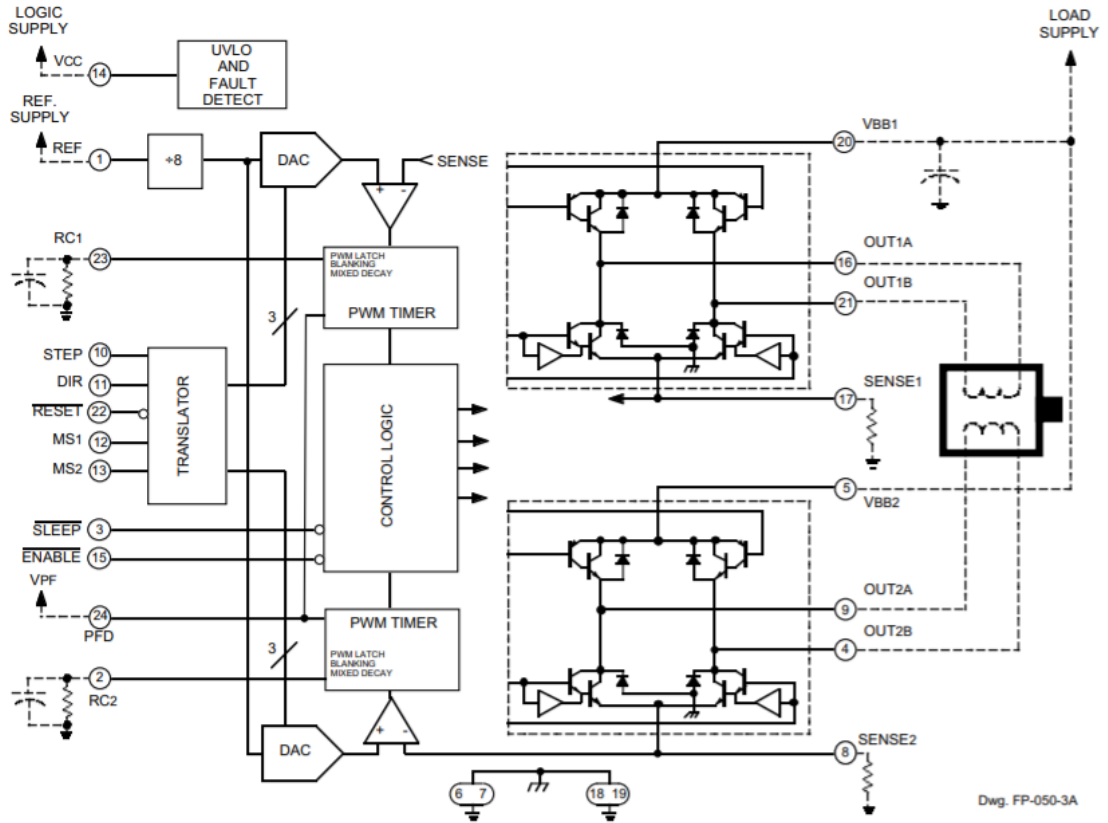 LOGIC
SUPPLY
VCC
14
UVLO
AND
FAULT
DETECT
LOAD
SUPPLY
REF.
SUPPLY
REF
1
÷8
DAC
+ -
SENSE
20
VBB1
RC1
23
PWM LATCH
BLANKING
MIXED DECAY
PWM TIMER
3
16
OUT1A
21
OUT1B
STEP
10
DIR
11
RESET
22
MS1
12
MS2
13
TRANSLATOR
CONTROL LOGIC
17
SENSE1
5
VBB2
SLEEP
3
ENABLE
15
VPF
24
PFD
PWM TIMER
PWM LATCH
BLANKING
MIXED DECAY
3
2
RC2
9
OUT2A
4
OUT2B
DAC
+ -
8
SENSE2
6 7
18 19
Dwg. FP-050-3A